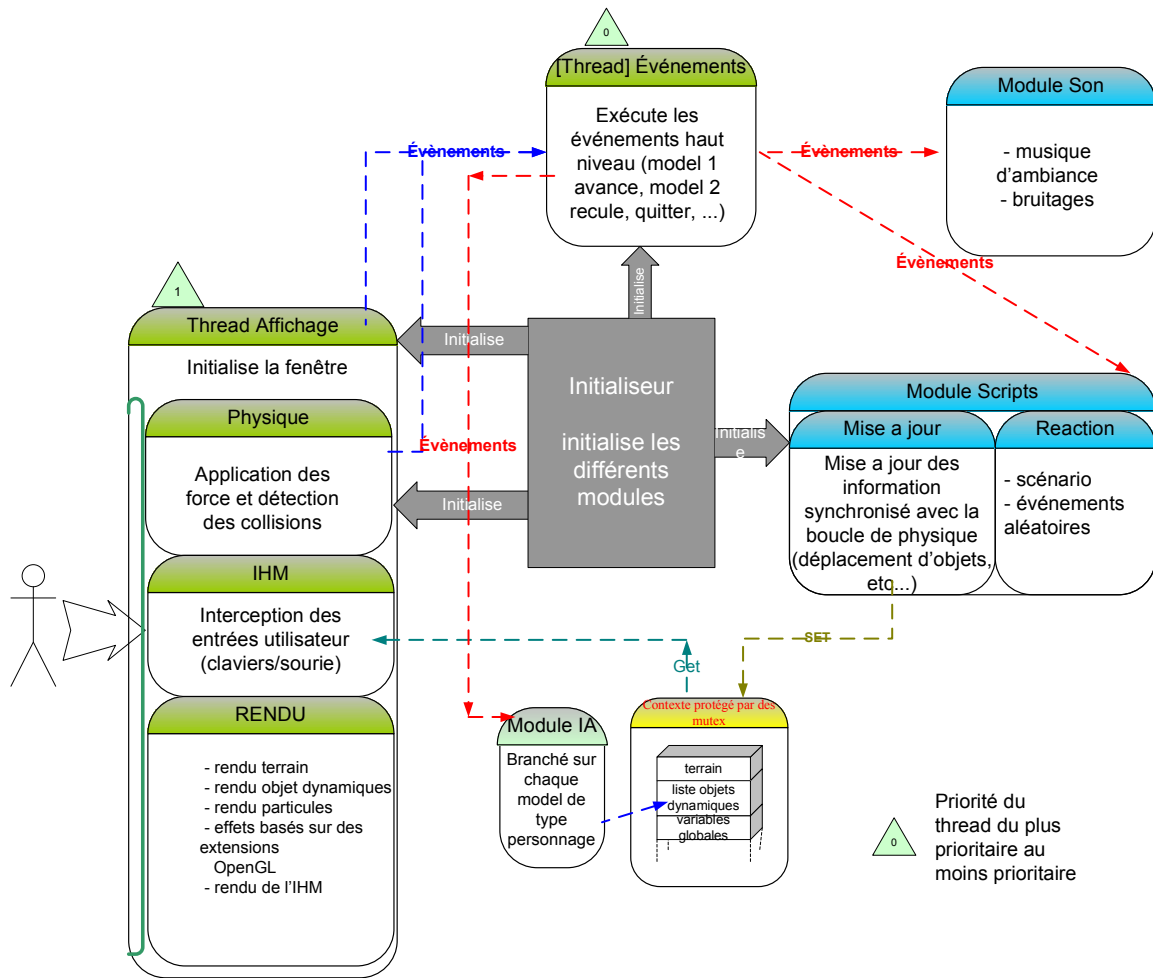 0
[Thread] Événements
Exécute les
événements haut
niveau (model 1
avance, model 2
recule, quitter, ...)
Module Son
- musique
d’ambiance
- bruitages
Évènements
Évènements
Évènements
Initialise
1
Thread Affichage
Initialise la fenêtre
Initialise
Physique
Application des
force et détection
des collisions
Évènements
Initialise
Initialiseur
initialise les
différents
modules
Initialis
e
Module Scripts
Mise a jour
Mise a jour des
information
synchronisé avec la
boucle de physique
(déplacement d’objets,
etc...)
Reaction
- scénario
- événements
aléatoires
IHM
Interception des
entrées utilisateur
(claviers/sourie)
Get
SET
RENDU
- rendu terrain
- rendu objet dynamiques
- rendu particules
- effets basés sur des
extensions
OpenGL
- rendu de l’IHM
Module IA
Branché sur
chaque
model de
type
personnage
Contexte protégé par des
mutex
terrain
liste objets
dynamiques
variables
globales
0
Priorité du
thread du plus
prioritaire au
moins prioritaire